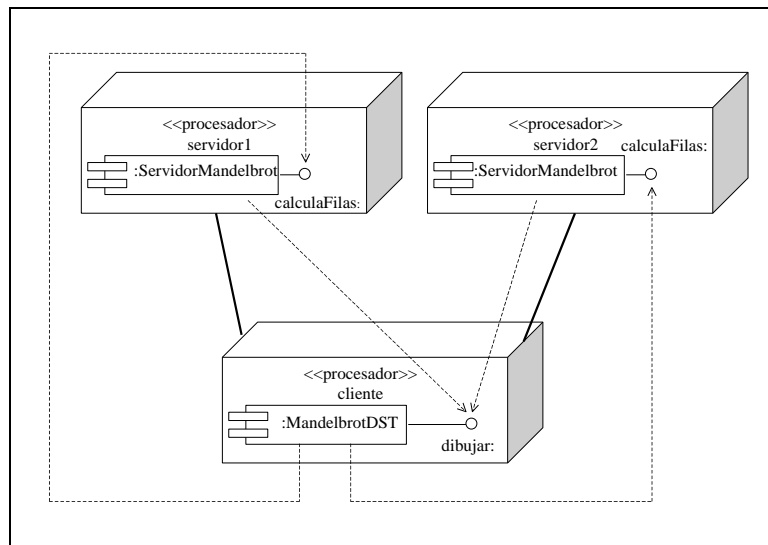 <<procesador>>
servidor1
:ServidorMandelbrot
calculaFilas:
<<procesador>>
servidor2
calculaFilas:
:ServidorMandelbrot
<<procesador>>
cliente
:MandelbrotDST
dibujar: